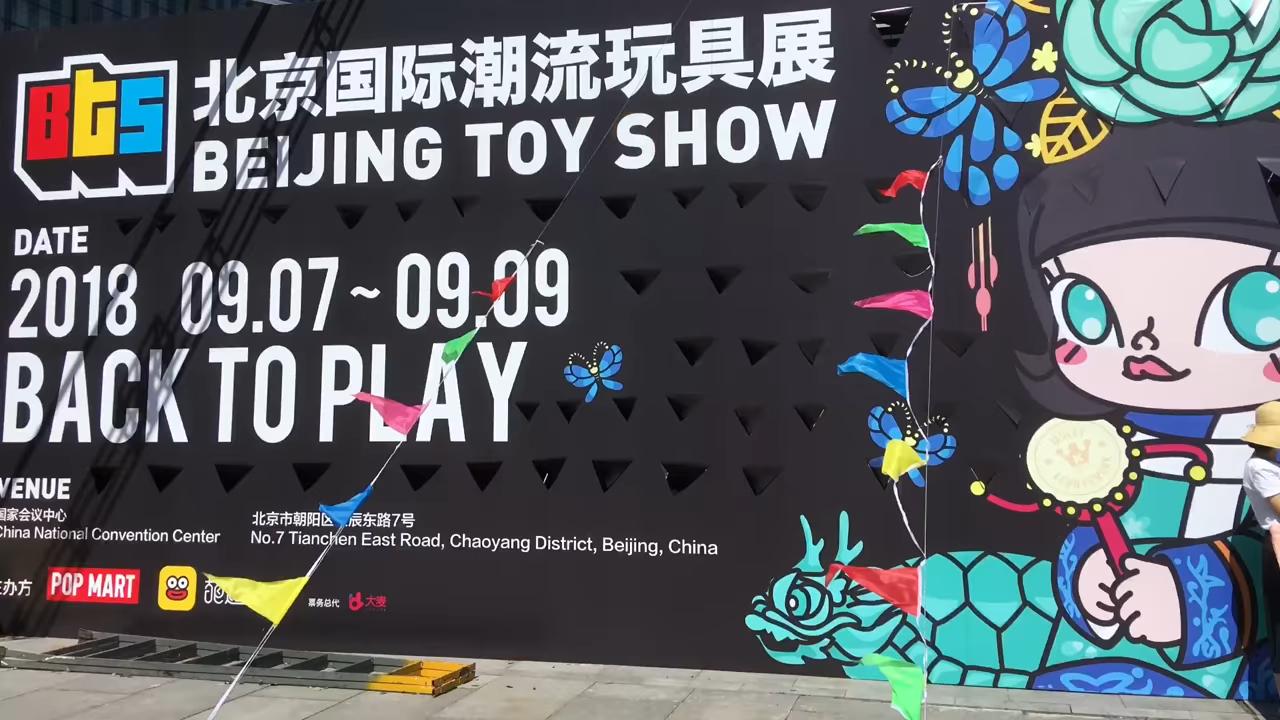 BTS
北京国际潮流玩具展
BEIJING TOY SHOW
DATE
2018 09.07~09.09
BACK TO PLAY
VENUE
国家会议中心
China National Convention Center
北京市朝阳区 辰东路7号
No.7 Tianchen East Road, Chaoyang District, Beijing, China
主办方
POP MART
票务总代
大麦